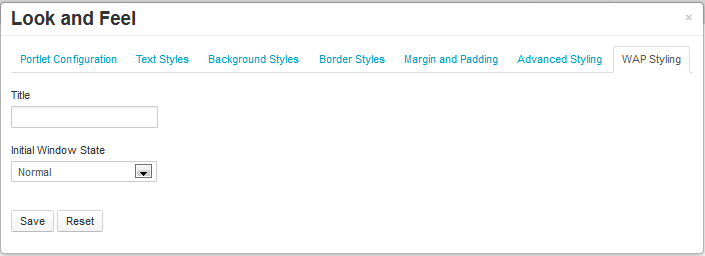 Look and Feel
×
Portlet Configuration Text Styles Background Styles Border Styles Margin and Padding Advanced Styling WAP Styling
Title
Initial Window State
Normal
Save Reset